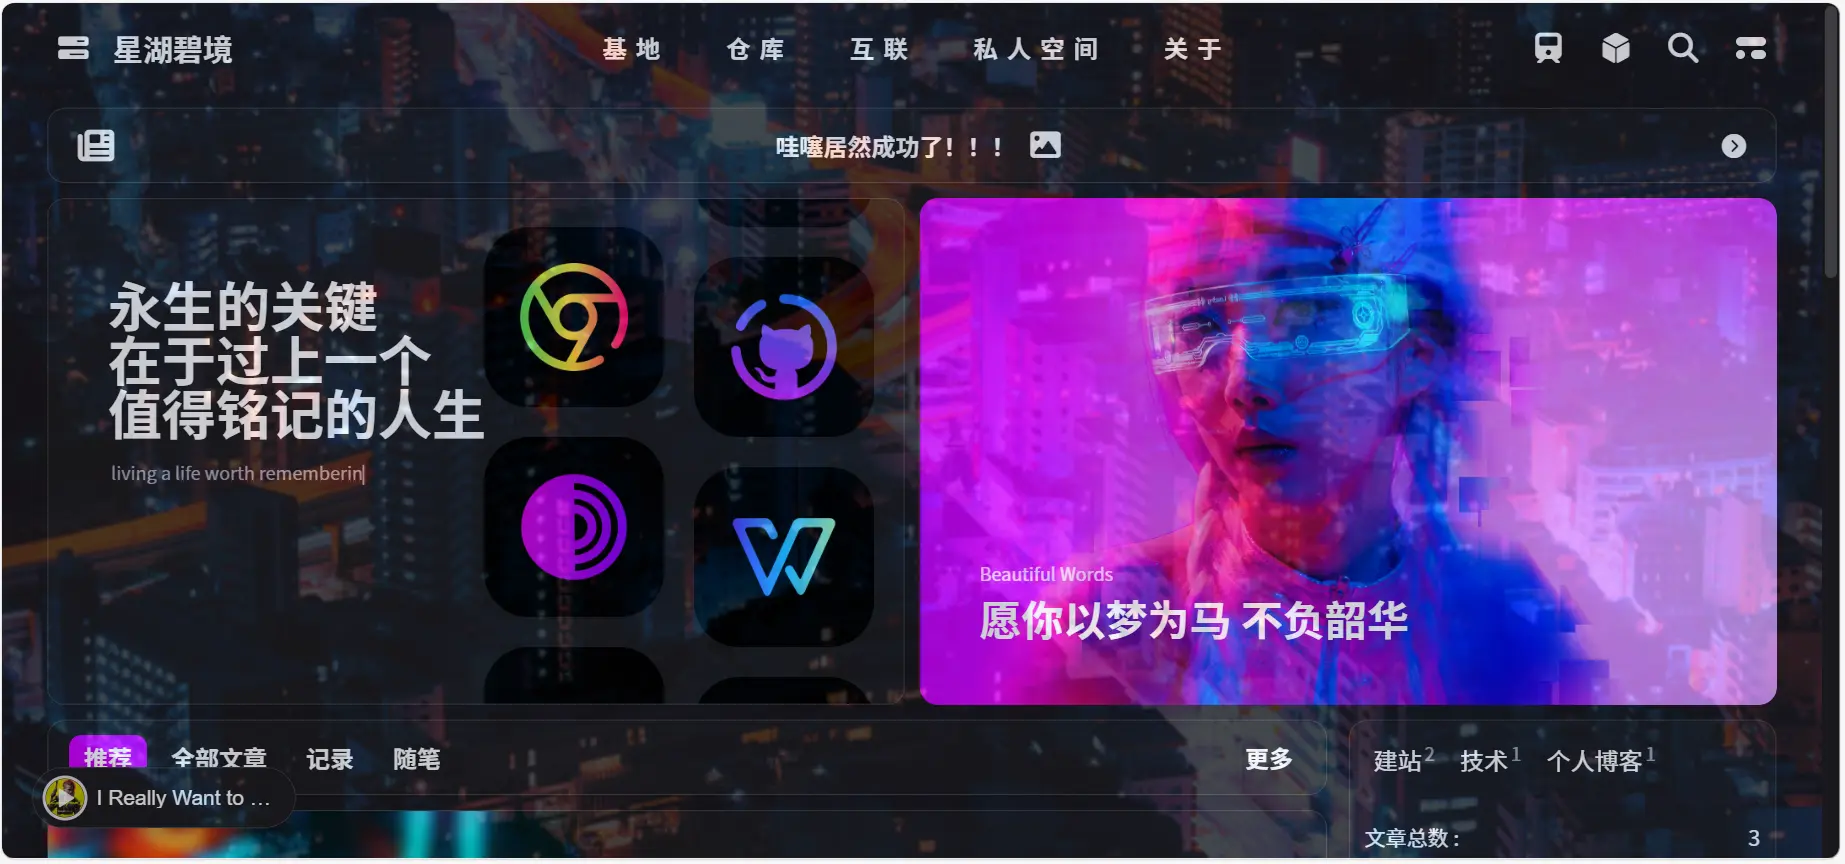 星湖碧境
基地 仓库 互联 私人空间 关于
哇噻居然成功了！！！
永生的关键
在于过上一个
值得铭记的人生
living a life worth rememberin
Beautiful Words
愿你以梦为马 不负韶华
推荐 全部文章 记录 随笔 更多
建站2 技术1 个人博客1
I Really Want to ...
文章总数： 3